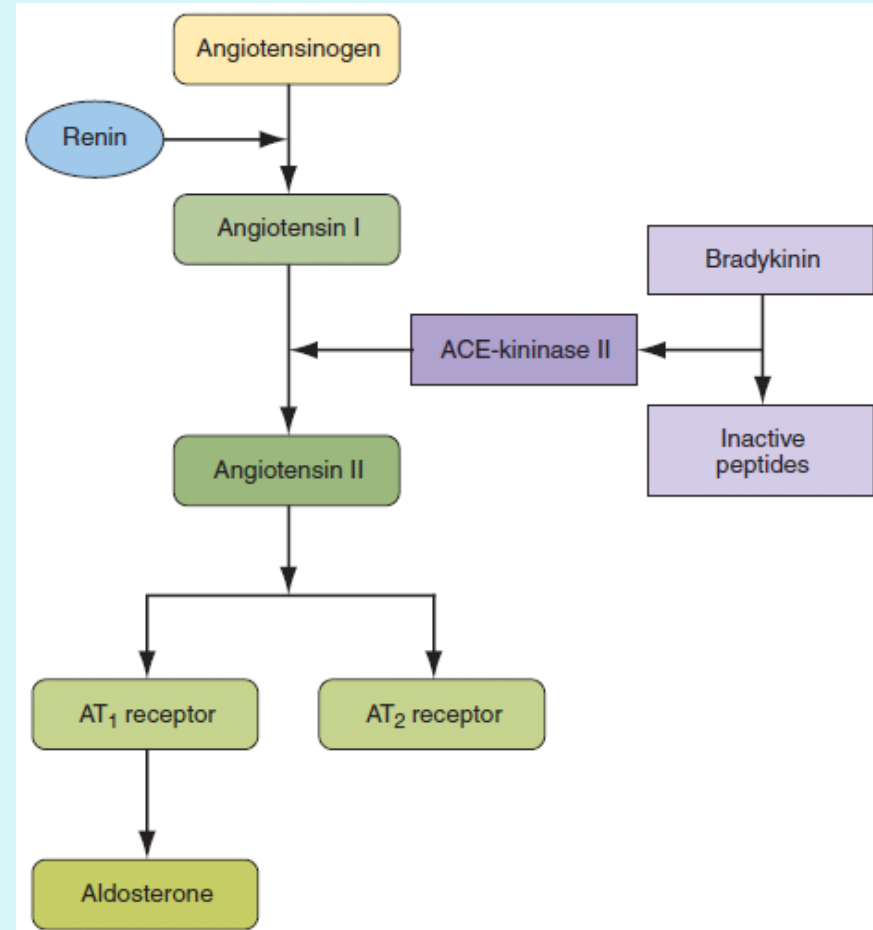 Angiotensinogen
Renin
Angiotensin I
Bradykinin
ACE-kininase II
Inactive
peptides
Angiotensin II
AT₁ receptor
AT₂ receptor
Aldosterone